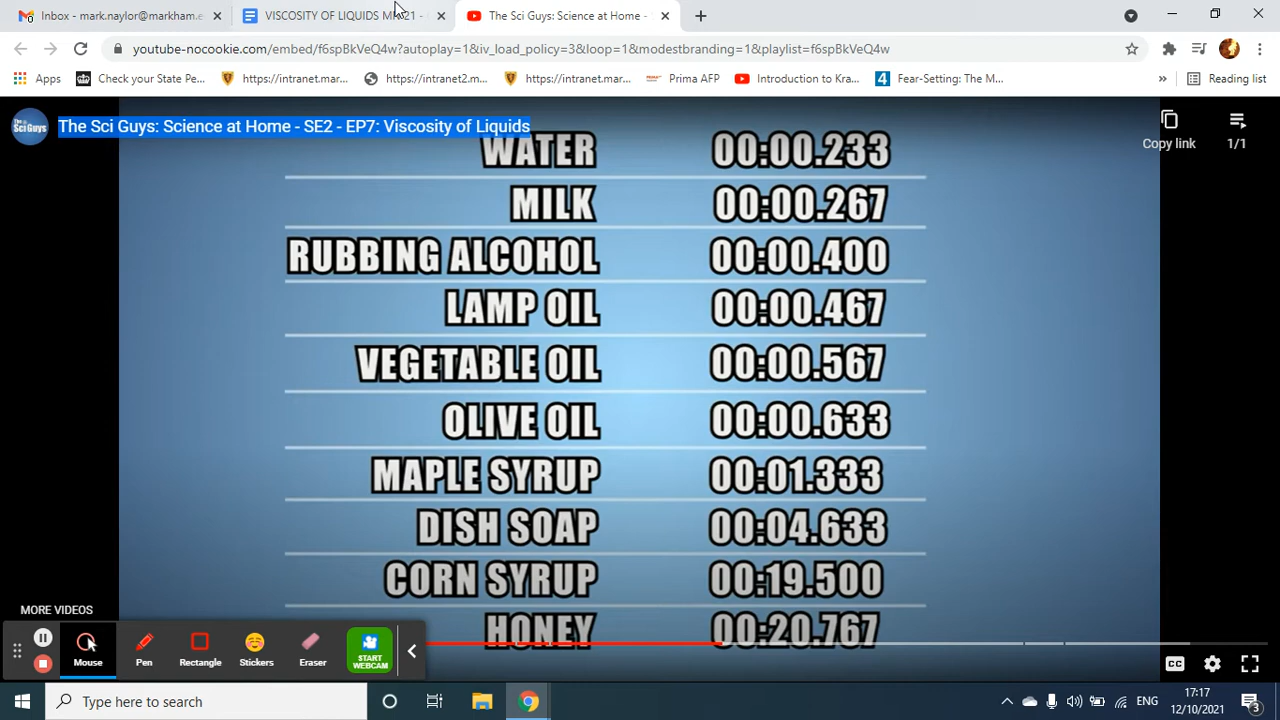 Inbox - mark.naylor@markham.e
VISCOSITY OF LIQUIDS
The Sci Guys: Science at Home -
youtube-nocookie.com/embed/f6spBkVeQ4w?autoplay=1&iv_load_policy=3&loop=1&modestbranding=1&playlist=f6spBkVeQ4w
Apps
Check your State Pe...
https://intranet.mar...
https://intranet2.m...
https://intranet.mar...
Prima AFP
Introduction to Kra...
Fear-Setting: The M...
»
Reading list
The Sci Guys
The Sci Guys: Science at Home - SE2 - EP7: Viscosity of Liquids
Copy link
1/1
WATER 00:00.233
MILK 00:00.267
RUBBING ALCOHOL 00:00.400
LAMP OIL 00:00.467
VEGETABLE OIL 00:00.567
OLIVE OIL 00:00.633
MAPLE SYRUP 00:01.333
DISH SOAP 00:04.633
CORN SYRUP 00:19.500
HONEY 00:20.767
MORE VIDEOS
Mouse
Pen
Rectangle
Stickers
Eraser
START
WEBCAM
CC
Type here to search
ENG
17:17
12/10/2021
3